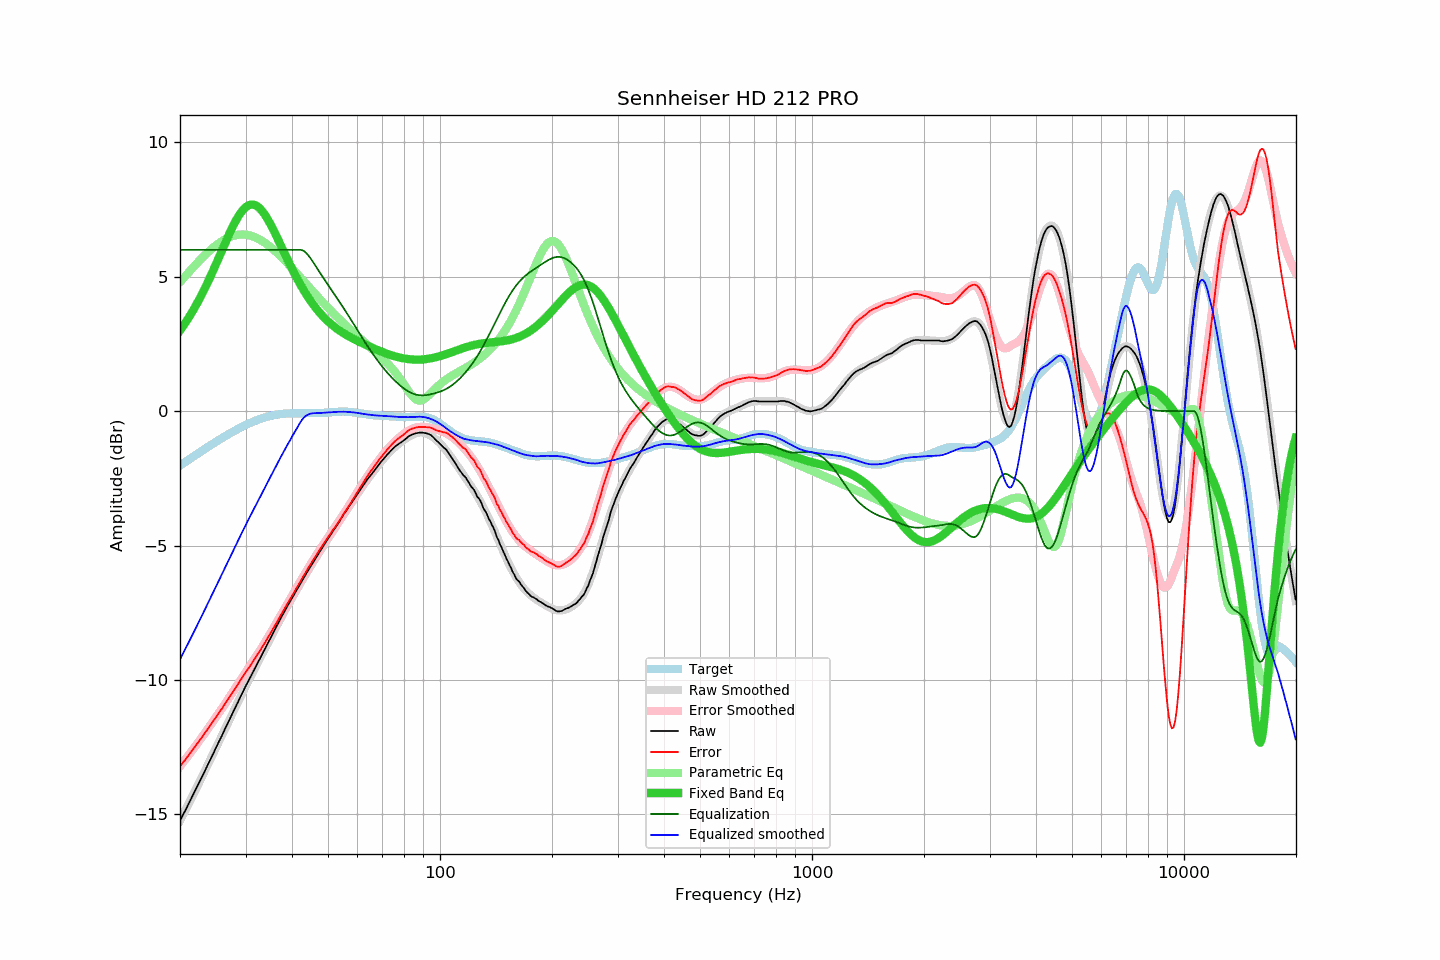 Sennheiser HD 212 PRO
10
5
0
−5
−10
−15
Amplitude (dBr)
Target
Raw Smoothed
Error Smoothed
Raw
Error
Parametric Eq
Fixed Band Eq
Equalization
Equalized smoothed
100
1000
10000
Frequency (Hz)